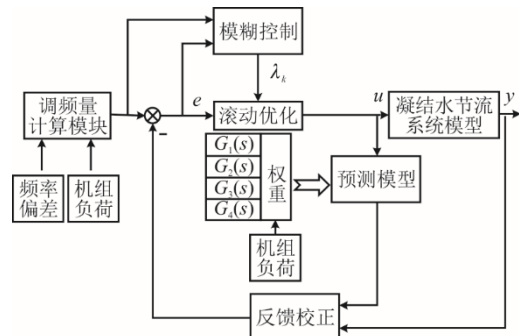 模糊控制
λk
调频量
计算模块
e
-
滚动优化
u
凝结水节流
系统模型
y
G1(s)
G2(s)
G3(s)
G4(s)
权
重
预测模型
频率
偏差
机组
负荷
机组
负荷
反馈校正